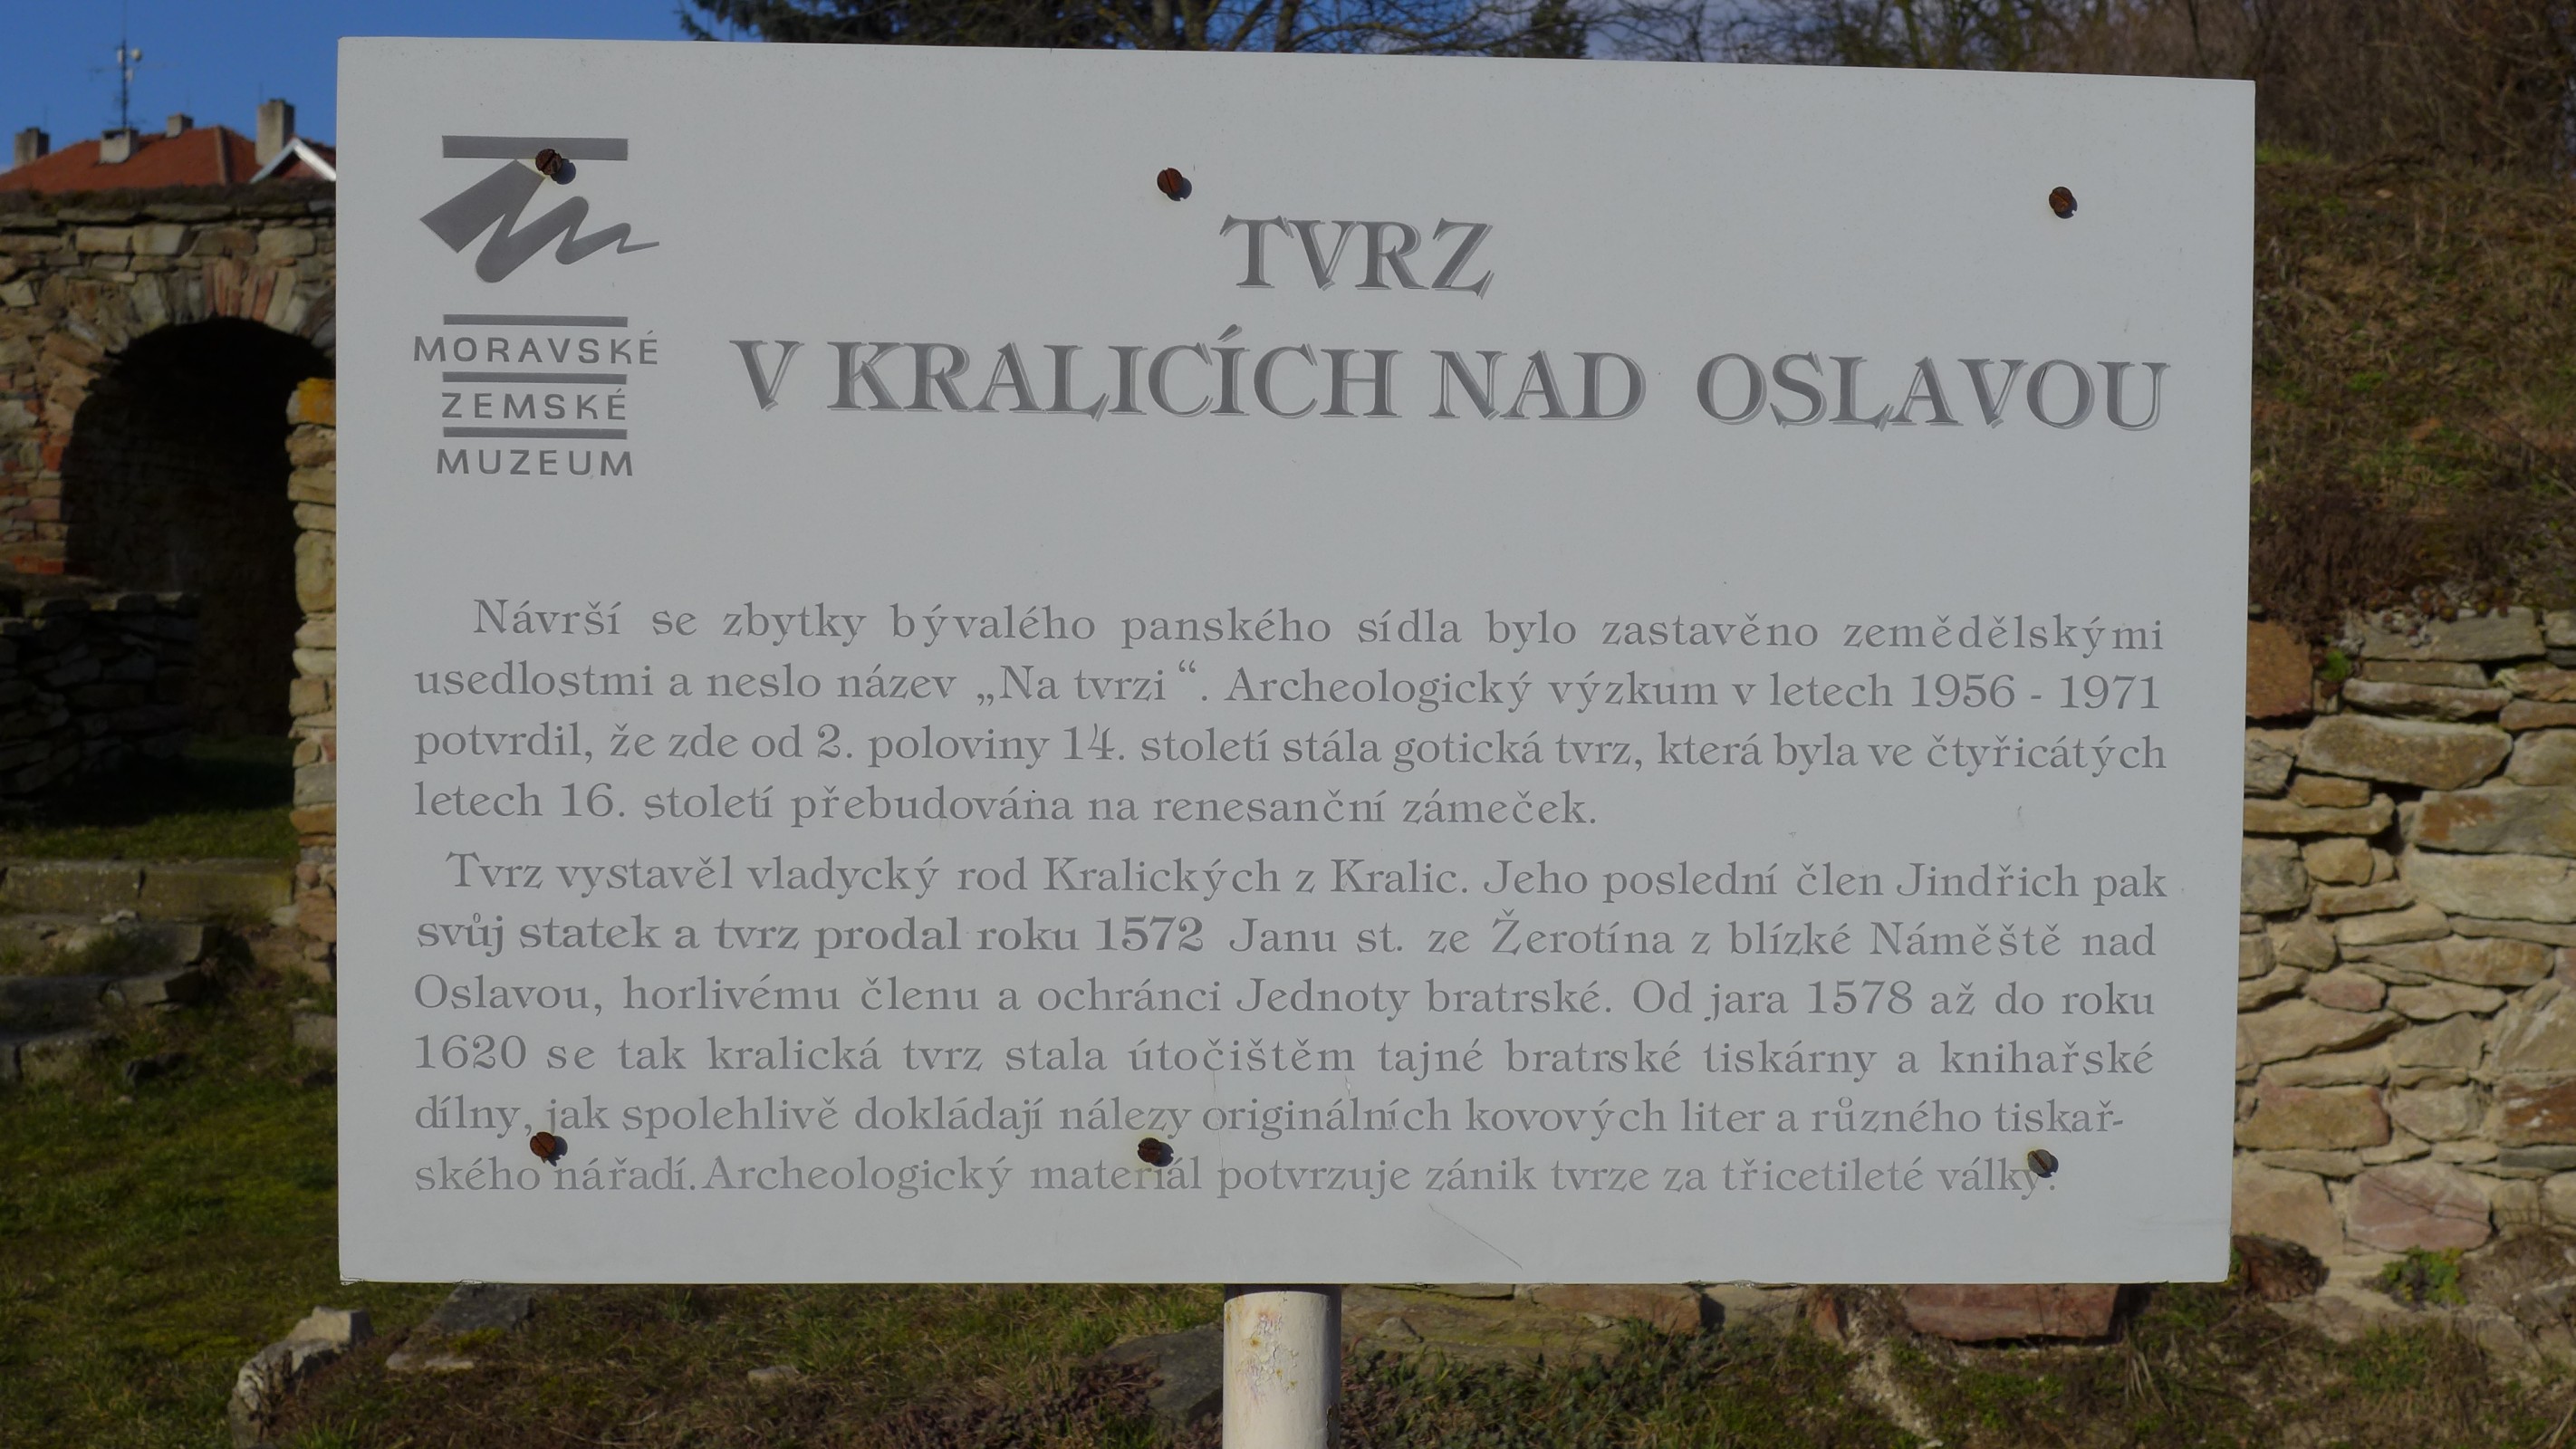 MORAVSKÉ
ZEMSKÉ
MUZEUM
TVRZ
V KRALICÍCH NAD OSLAVOU
Návrší se zbytky bývalého panského sídla bylo zastavěno zemědělskými
usedlostmi a neslo název „Na tvrzi“. Archeologický výzkum v letech 1956 - 1971
potvrdil, že zde od 2. poloviny 14. století stála gotická tvrz, která byla ve čtyřicátých
letech 16. století přebudována na renesanční zámeček.
Tvrz vystavěl vladycký rod Kralických z Kralic. Jeho poslední člen Jindřich pak
svůj statek a tvrz prodal roku 1572 Janu st. ze Žerotína z blízké Náměště nad
Oslavou, horlivému členu a ochránci Jednoty bratrské. Od jara 1578 až do roku
1620 se tak kralická tvrz stala útočištěm tajné bratrské tiskárny a knihařské
dílny, jak spolehlivě dokládají nálezy originálních kovových liter a různého tiskař-
ského nářadí. Archeologický materiál potvrzuje zánik tvrze za třicetileté války.